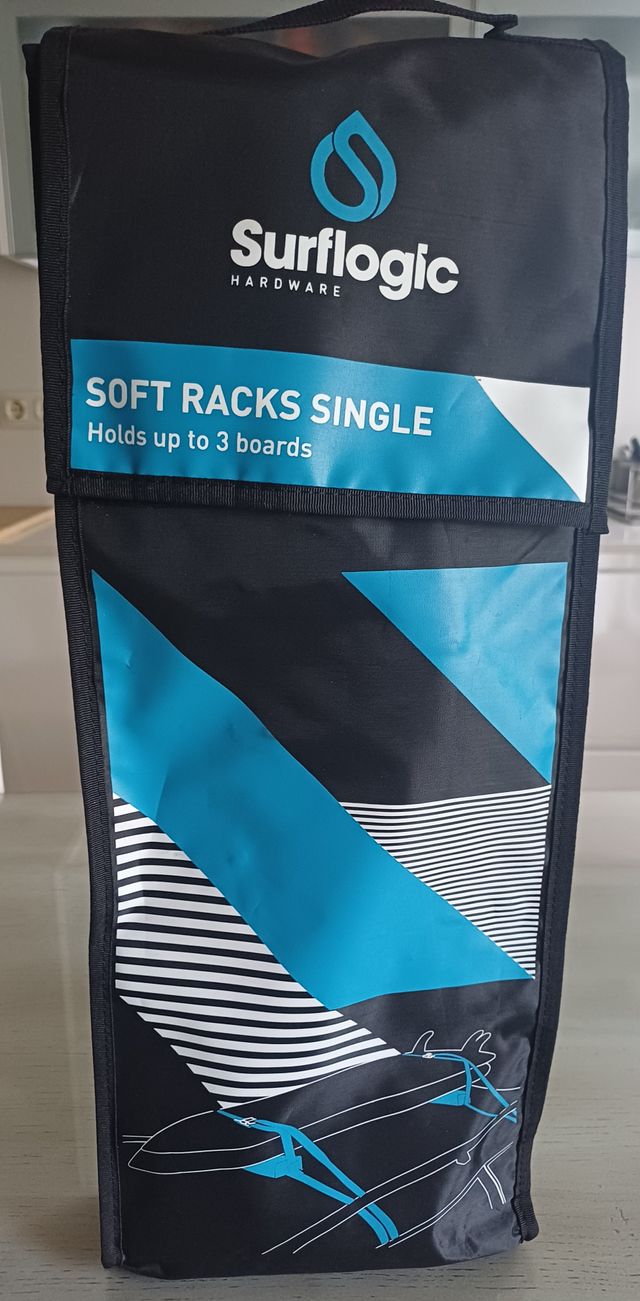 Surflogic
HARDWARE
SOFT RACKS SINGLE
Holds up to 3 boards